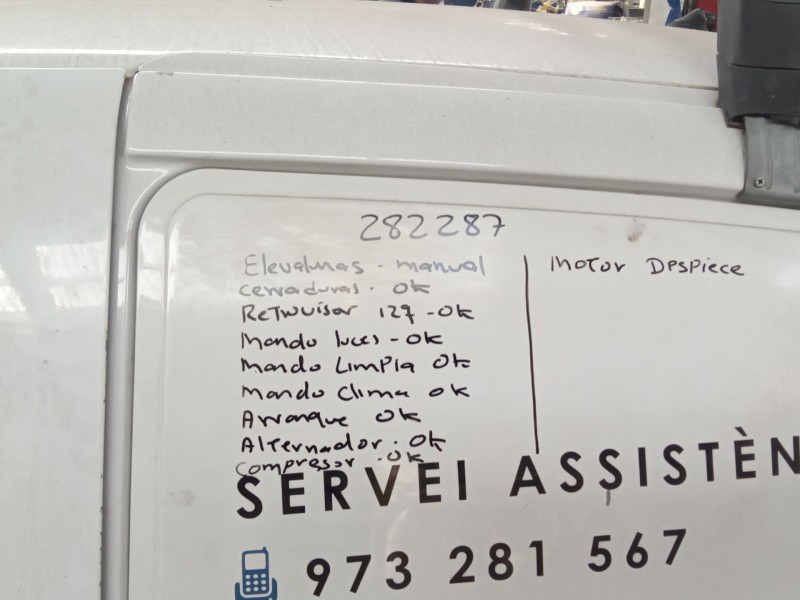 282287
Elevalunas - manual
cerraduras - ok
Retrovisor 127 - ok
Mando luces - ok
Mando Limpia ok
Mando clima ok
Arranque ok
Alternador - ok
compresor - ok
Motor Despiece
SERVEI ASSISTÈN
973 281 567